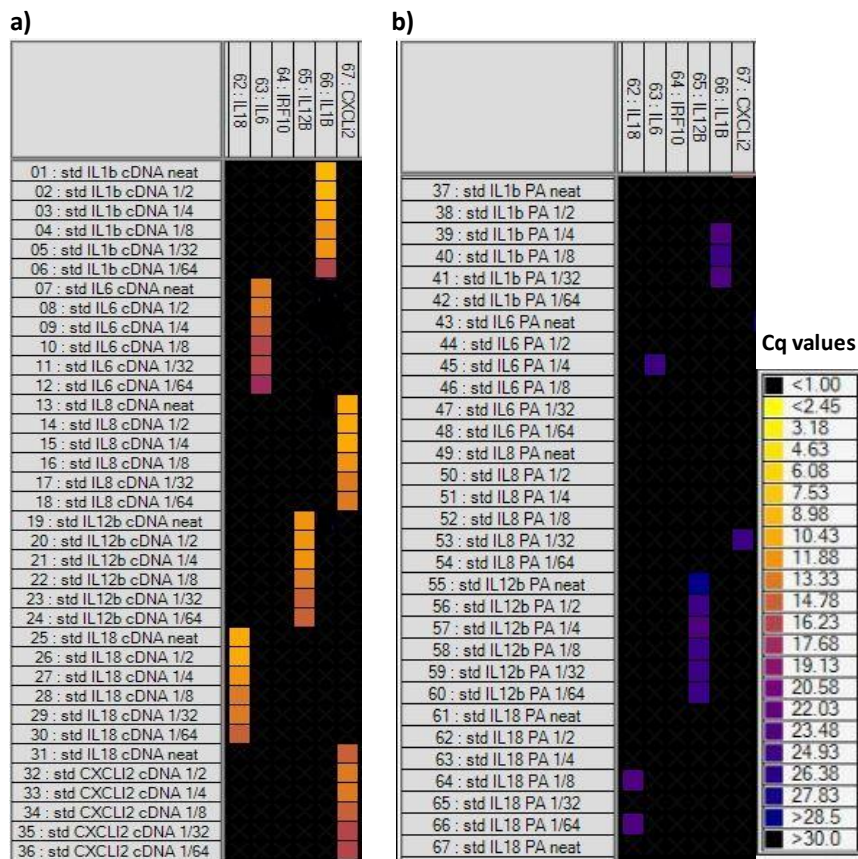 a)
b)
62 : IL18
63 : IL6
64 : IRF10
65 : IL12B
66 : IL1B
67 : CXCLi2
01 : std IL1b cDNA neat
02 : std IL1b cDNA 1/2
03 : std IL1b cDNA 1/4
04 : std IL1b cDNA 1/8
05 : std IL1b cDNA 1/32
06 : std IL1b cDNA 1/64
07 : std IL6 cDNA neat
08 : std IL6 cDNA 1/2
09 : std IL6 cDNA 1/4
10 : std IL6 cDNA 1/8
11 : std IL6 cDNA 1/32
12 : std IL6 cDNA 1/64
13 : std IL8 cDNA neat
14 : std IL8 cDNA 1/2
15 : std IL8 cDNA 1/4
16 : std IL8 cDNA 1/8
17 : std IL8 cDNA 1/32
18 : std IL8 cDNA 1/64
19 : std IL12b cDNA neat
20 : std IL12b cDNA 1/2
21 : std IL12b cDNA 1/4
22 : std IL12b cDNA 1/8
23 : std IL12b cDNA 1/32
24 : std IL12b cDNA 1/64
25 : std IL18 cDNA neat
26 : std IL18 cDNA 1/2
27 : std IL18 cDNA 1/4
28 : std IL18 cDNA 1/8
29 : std IL18 cDNA 1/32
30 : std IL18 cDNA 1/64
31 : std IL18 cDNA neat
32 : std CXCLI2 cDNA 1/2
33 : std CXCLI2 cDNA 1/4
34 : std CXCLI2 cDNA 1/8
35 : std CXCLI2 cDNA 1/32
36 : std CXCLI2 cDNA 1/64
62 : IL18
63 : IL6
64 : IRF10
65 : IL12B
66 : IL1B
67 : CXCLi2
37 : std IL1b PA neat
38 : std IL1b PA 1/2
39 : std IL1b PA 1/4
40 : std IL1b PA 1/8
41 : std IL1b PA 1/32
42 : std IL1b PA 1/64
43 : std IL6 PA neat
44 : std IL6 PA 1/2
45 : std IL6 PA 1/4
46 : std IL6 PA 1/8
47 : std IL6 PA 1/32
48 : std IL6 PA 1/64
49 : std IL8 PA neat
50 : std IL8 PA 1/2
51 : std IL8 PA 1/4
52 : std IL8 PA 1/8
53 : std IL8 PA 1/32
54 : std IL8 PA 1/64
55 : std IL12b PA neat
56 : std IL12b PA 1/2
57 : std IL12b PA 1/4
58 : std IL12b PA 1/8
59 : std IL12b PA 1/32
60 : std IL12b PA 1/64
61 : std IL18 PA neat
62 : std IL18 PA 1/2
63 : std IL18 PA 1/4
64 : std IL18 PA 1/8
65 : std IL18 PA 1/32
66 : std IL18 PA 1/64
67 : std IL18 PA neat
Cq values
<1.00
<2.45
3.18
4.63
6.08
7.53
8.98
10.43
11.88
13.33
14.78
16.23
17.68
19.13
20.58
22.03
23.48
24.93
26.38
27.83
>28.5
>30.0